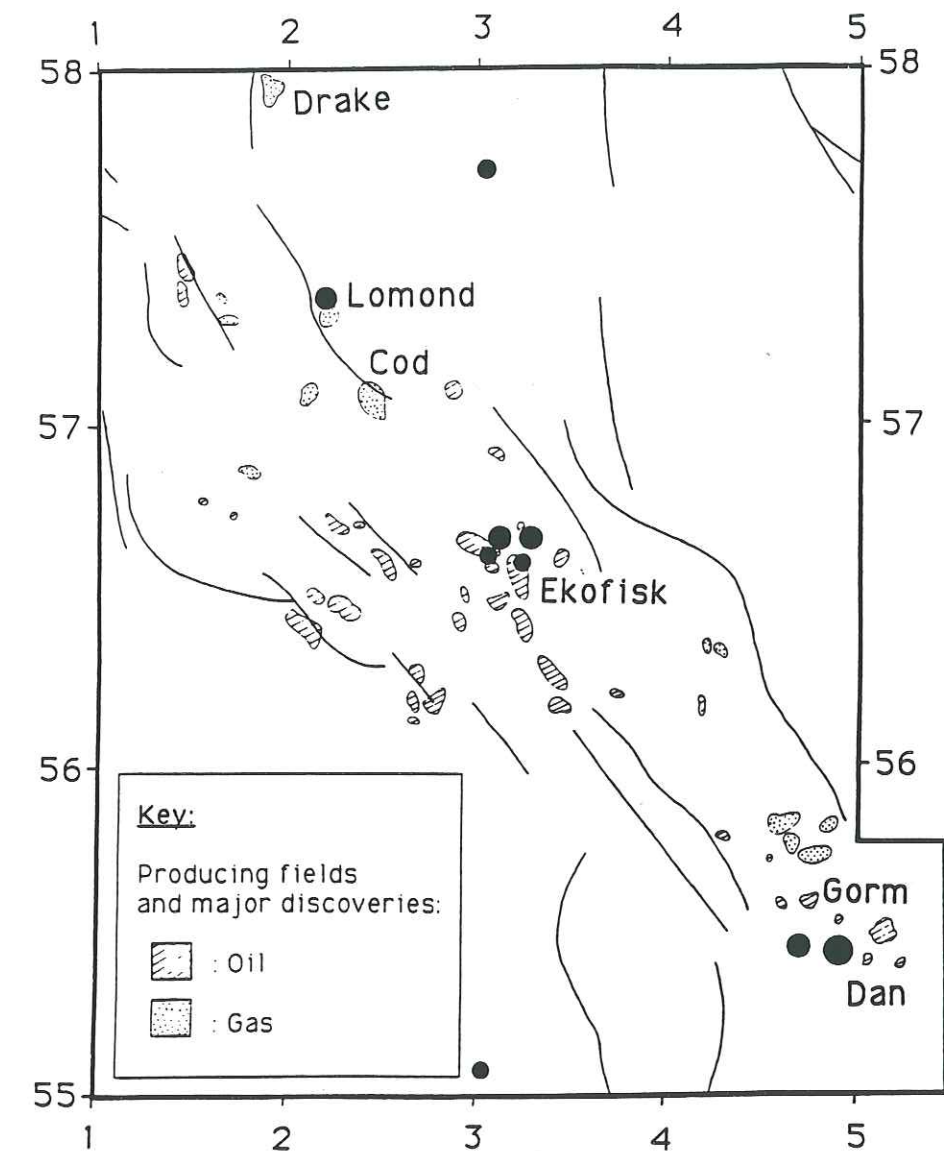 1 2 3 4 5
58 58
Drake
Lomond
Cod
57 57
Ekofisk
56 56
Key:
Producing fields
and major discoveries:
: Oil
: Gas
Gorm
Dan
55
1 2 3 4 5